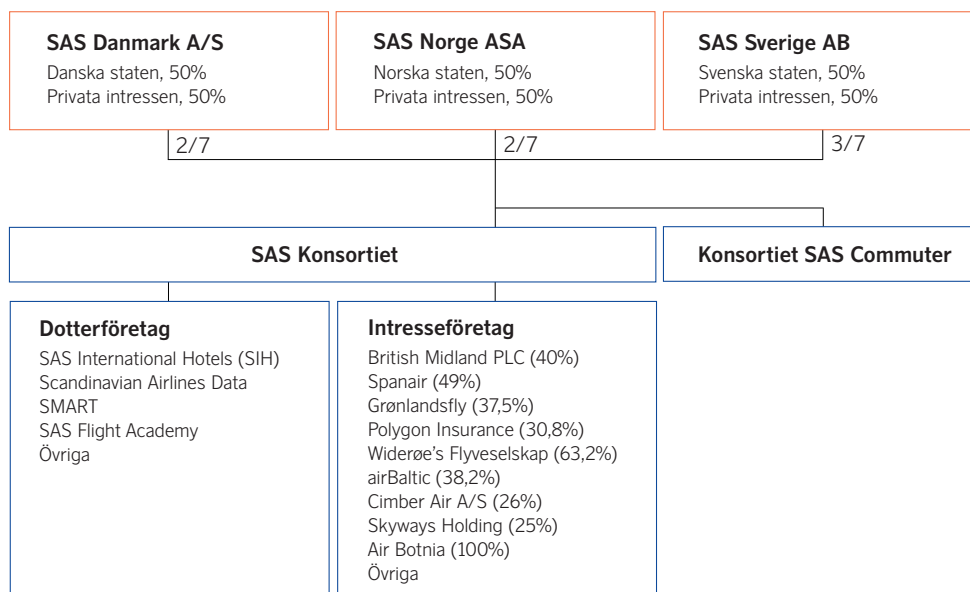 SAS Danmark A/S
Danska staten, 50%
Privata intressen, 50%
SAS Norge ASA
Norska staten, 50%
Privata intressen, 50%
SAS Sverige AB
Svenska staten, 50%
Privata intressen, 50%
2/7
2/7
3/7
SAS Konsortiet
Konsortiet SAS Commuter
Dotterföretag
SAS International Hotels (SIH)
Scandinavian Airlines Data
SMART
SAS Flight Academy
Övriga
Intresseföretag
British Midland PLC (40%)
Spanair (49%)
Grønlandsfly (37,5%)
Polygon Insurance (30,8%)
Widerøe's Flyveselskap (63,2%)
airBaltic (38,2%)
Cimber Air A/S (26%)
Skyways Holding (25%)
Air Botnia (100%)
Övriga